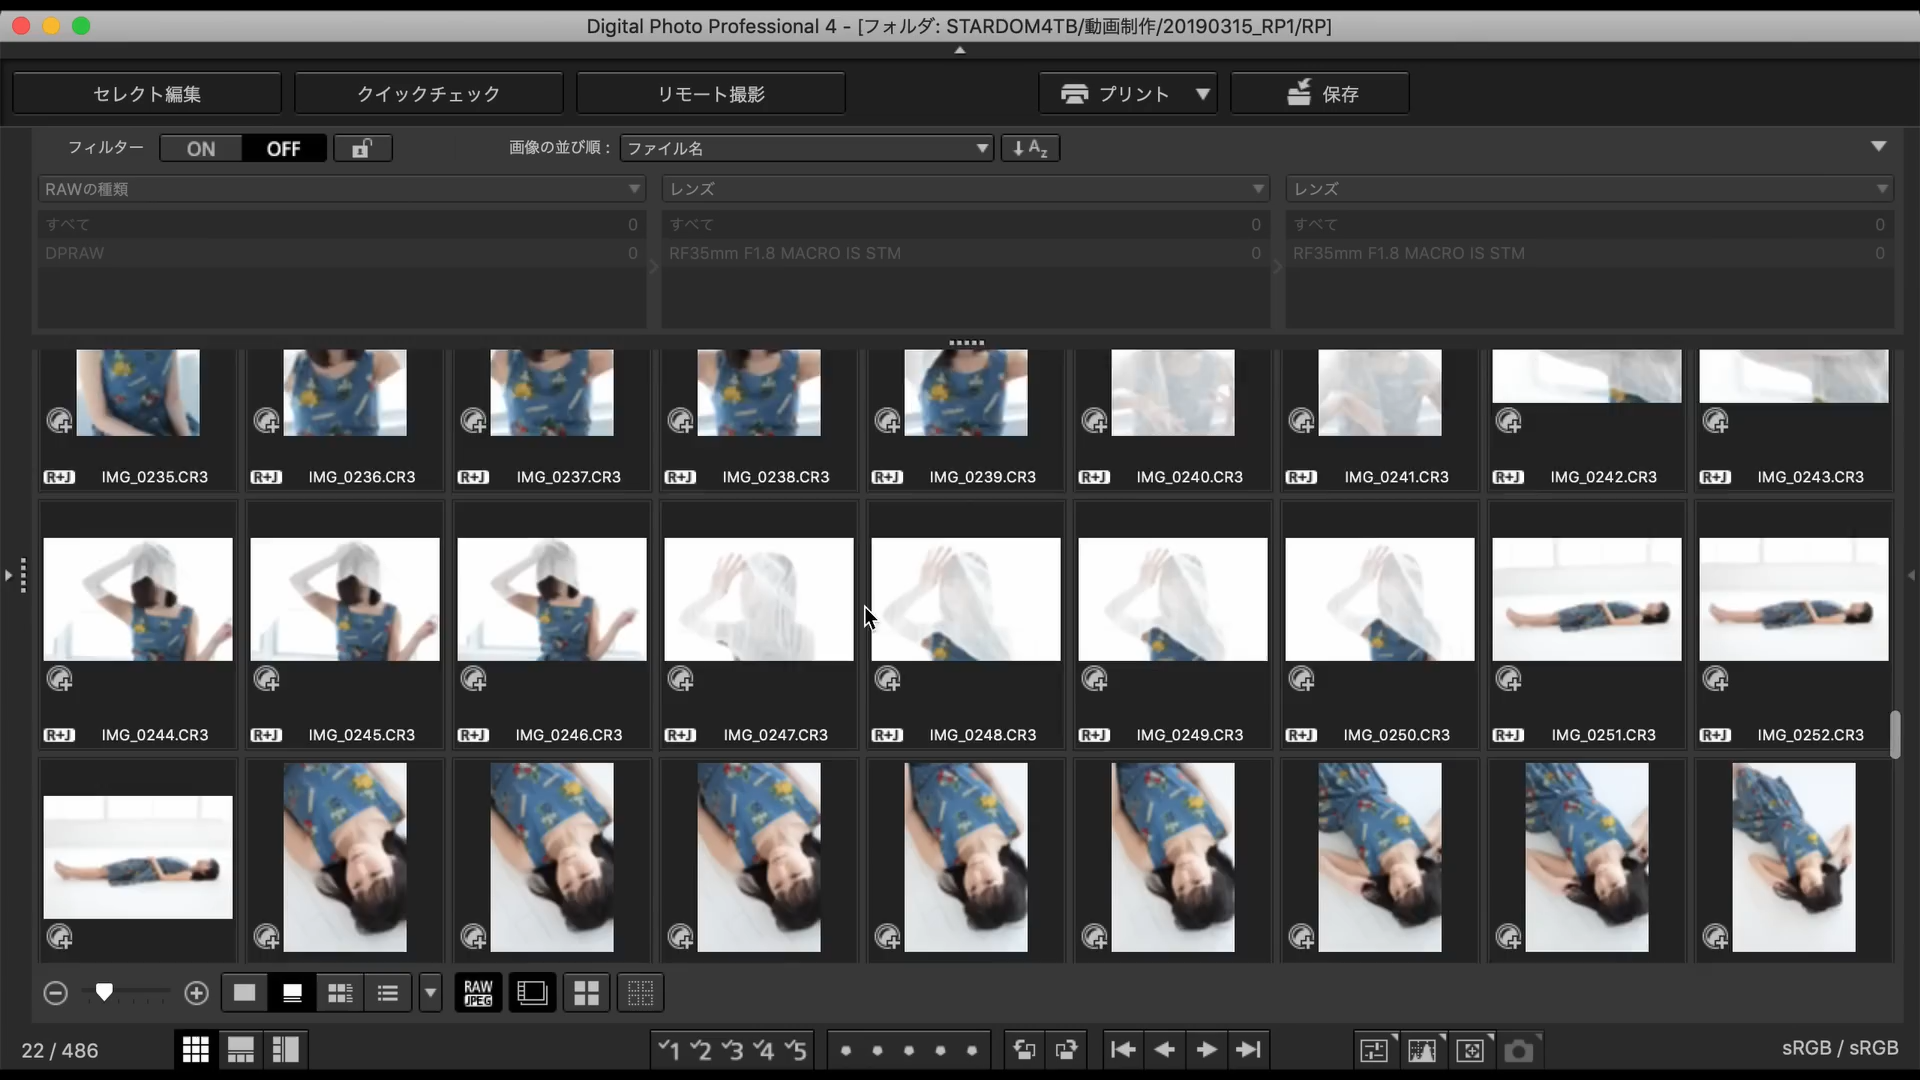 Digital Photo Professional 4 - [フォルダ: STARDOM4TB/動画制作/20190315_RP1/RP]
セレクト編集 クイックチェック リモート撮影 プリント 保存
フィルター ON OFF 画像の並び順 : ファイル名 AZ
RAWの種類 レンズ レンズ
すべて 0 すべて 0 すべて 0
DPRAW 0 RF35mm F1.8 MACRO IS STM 0 RF35mm F1.8 MACRO IS STM 0
R+J IMG_0235.CR3 R+J IMG_0236.CR3 R+J IMG_0237.CR3 R+J IMG_0238.CR3 R+J IMG_0239.CR3 R+J IMG_0240.CR3 R+J IMG_0241.CR3 R+J IMG_0242.CR3 R+J IMG_0243.CR3
R+J IMG_0244.CR3 R+J IMG_0245.CR3 R+J IMG_0246.CR3 R+J IMG_0247.CR3 R+J IMG_0248.CR3 R+J IMG_0249.CR3 R+J IMG_0250.CR3 R+J IMG_0251.CR3 R+J IMG_0252.CR3
RAW
JPEG
22 / 486 1 2 3 4 5 sRGB / sRGB